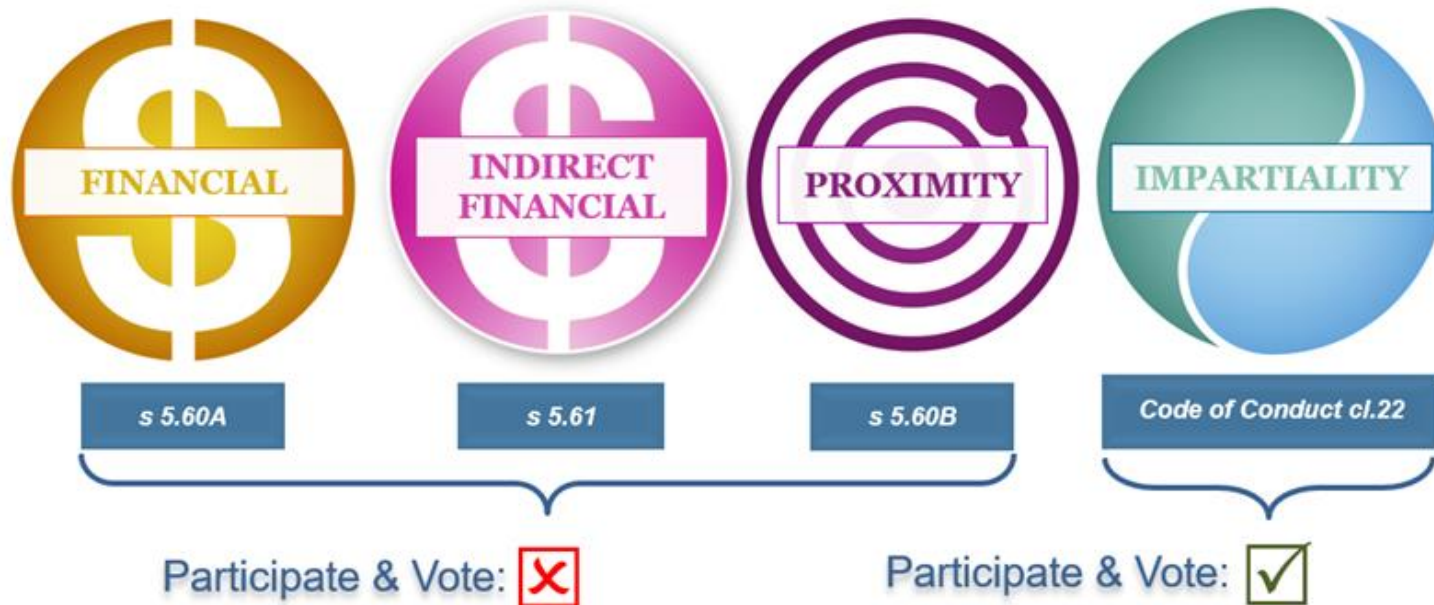 FINANCIAL
INDIRECT
FINANCIAL
PROXIMITY
IMPARTIALITY
s 5.60A
s 5.61
s 5.60B
Code of Conduct cl.22
Participate & Vote:
Participate & Vote: